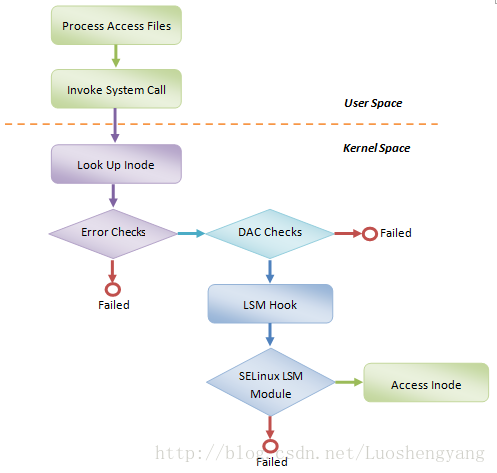 Process Access Files
Invoke System Call
User Space
Kernel Space
Look Up Inode
Error Checks
DAC Checks
Failed
Failed
LSM Hook
SELinux LSM
Module
Access Inode
http://blog.csdn.net/Luoshengyang
Failed